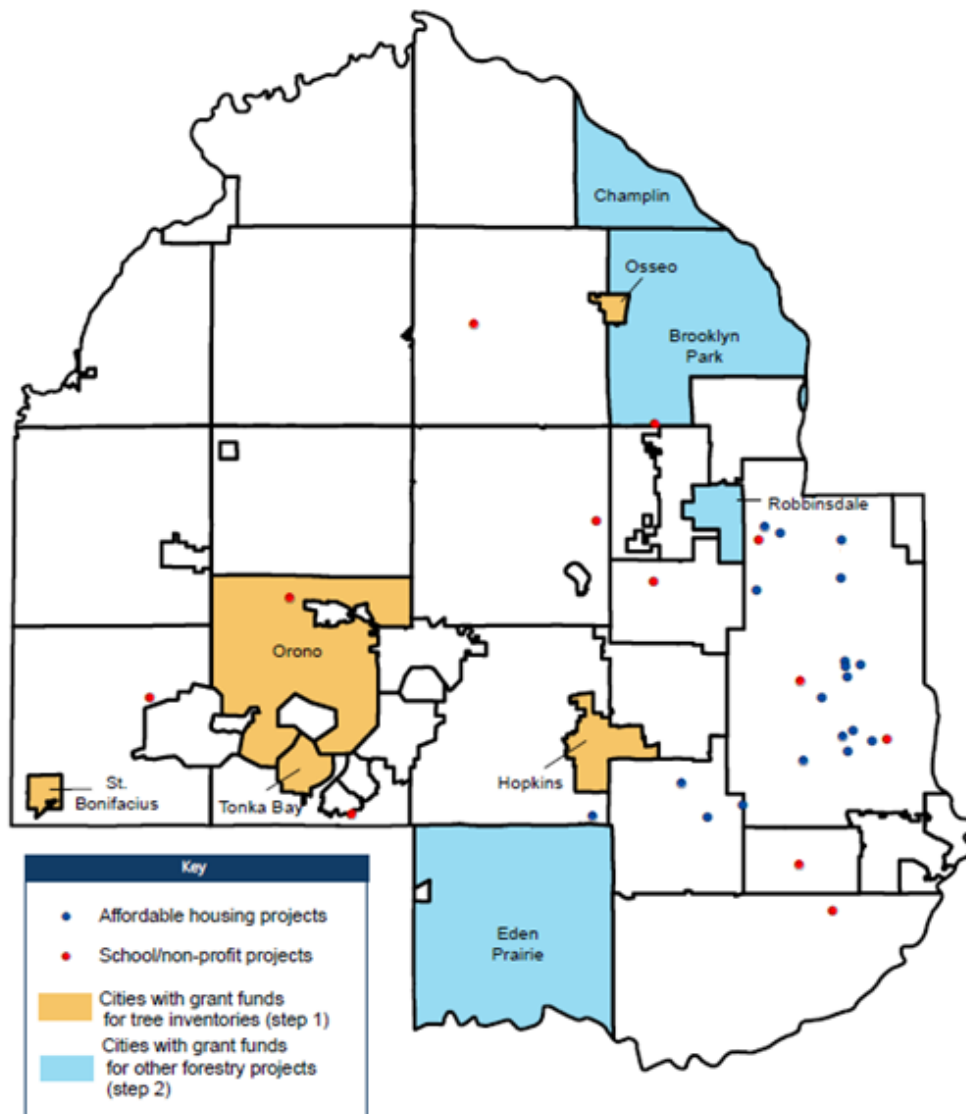 Champlin
Osseo
Brooklyn
Park
Robbinsdale
Orono
St.
Bonifacius
Tonka Bay
Hopkins
Eden
Prairie
Key
Affordable housing projects
School/non-profit projects
Cities with grant funds
for tree inventories (step 1)
Cities with grant funds
for other forestry projects
(step 2)